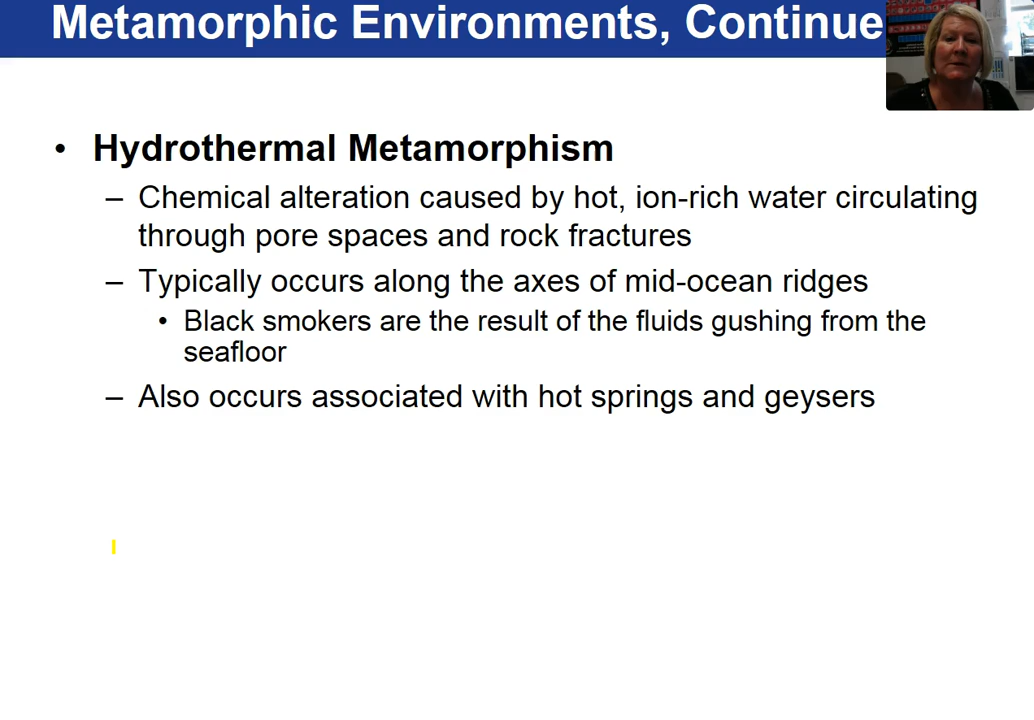 Metamorphic Environments, Continue
• Hydrothermal Metamorphism
– Chemical alteration caused by hot, ion-rich water circulating
through pore spaces and rock fractures
– Typically occurs along the axes of mid-ocean ridges
• Black smokers are the result of the fluids gushing from the
seafloor
– Also occurs associated with hot springs and geysers